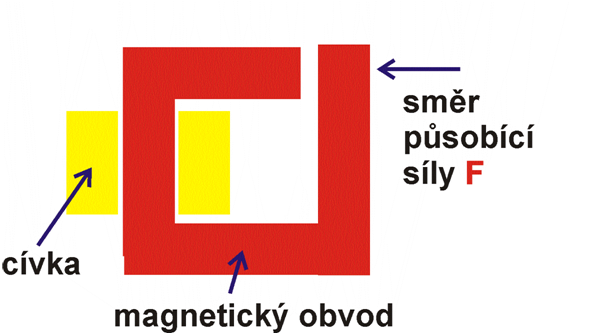 směr
působící
síly F
cívka
magnetický obvod